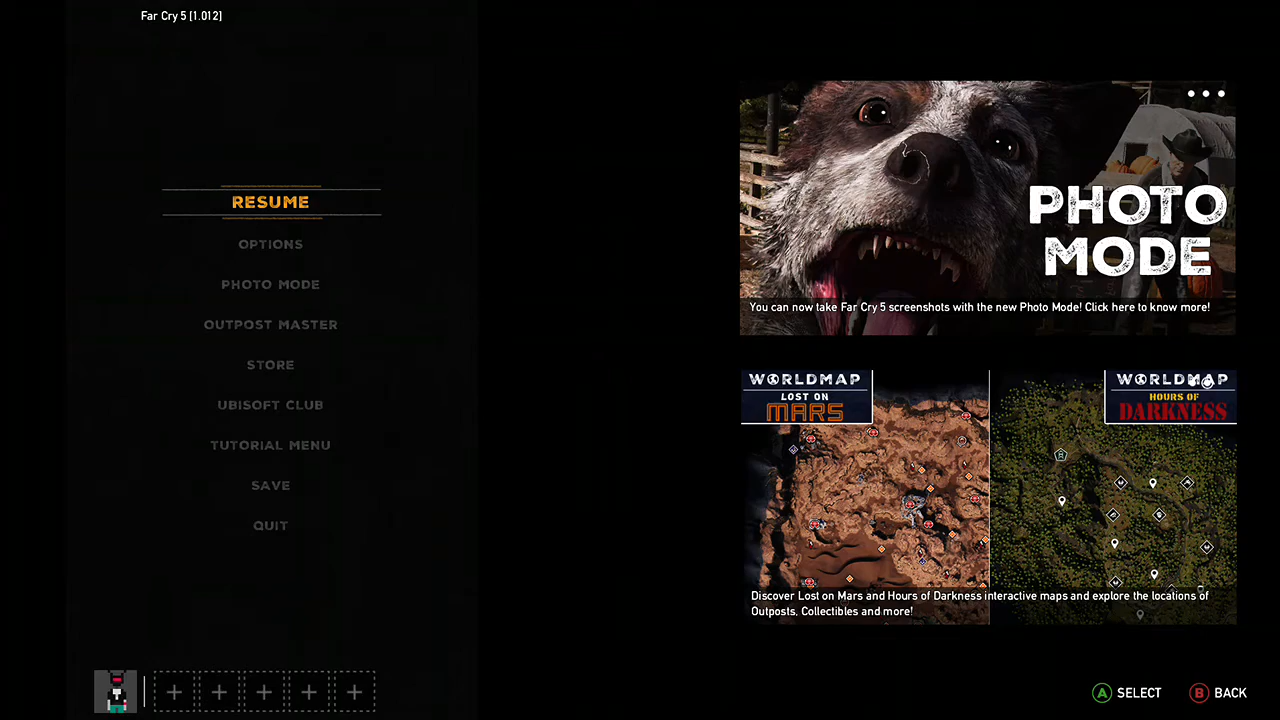 Far Cry 5 [1.012]
RESUME
OPTIONS
PHOTO MODE
OUTPOST MASTER
STORE
UBISOFT CLUB
TUTORIAL MENU
SAVE
QUIT
PHOTO
MODE
You can now take Far Cry 5 screenshots with the new Photo Mode! Click here to know more!
WORLDMAP
LOST ON
MARS
WORLDMAP
HOURS OF
DARKNESS
Discover Lost on Mars and Hours of Darkness interactive maps and explore the locations of
Outposts, Collectibles and more!
A SELECT
B BACK